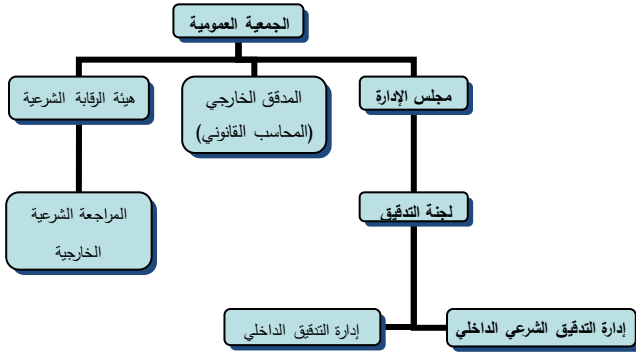 الجمعية العمومية
مجلس الإدارة
المدقق الخارجي
(المحاسب القانوني)
هيئة الرقابة الشرعية
لجنة التدقيق
المراجعة الشرعية
الخارجية
إدارة التدقيق الشرعي الداخلي
إدارة التدقيق الداخلي